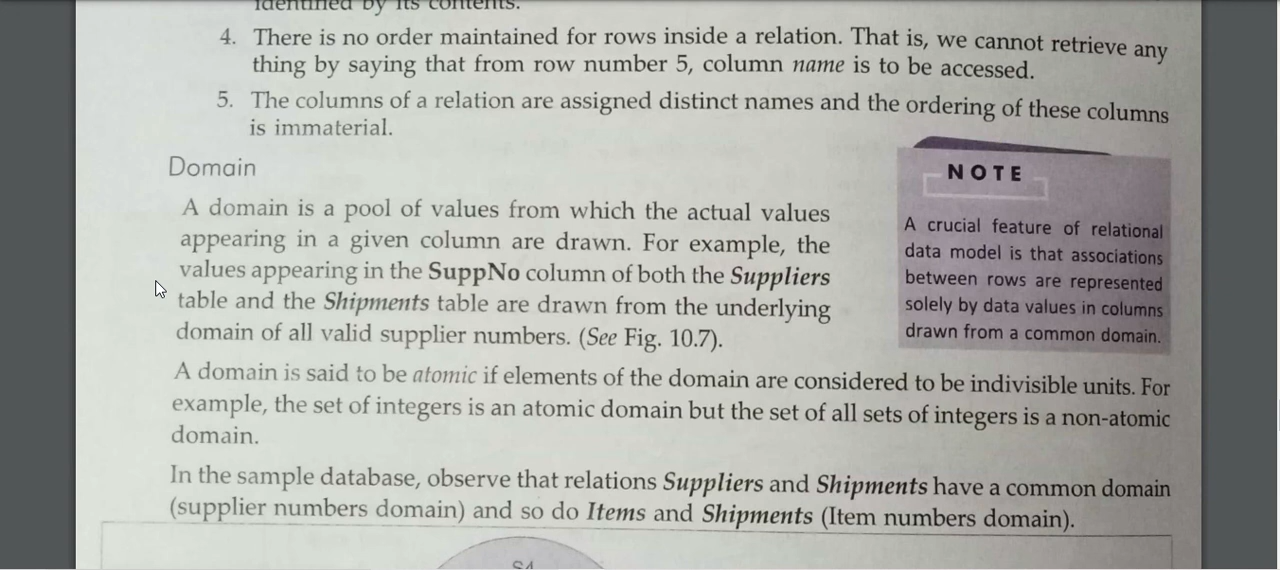 identified by its contents.
4. There is no order maintained for rows inside a relation. That is, we cannot retrieve any
thing by saying that from row number 5, column name is to be accessed.
5. The columns of a relation are assigned distinct names and the ordering of these columns
is immaterial.
Domain
A domain is a pool of values from which the actual values
appearing in a given column are drawn. For example, the
values appearing in the SuppNo column of both the Suppliers
table and the Shipments table are drawn from the underlying
domain of all valid supplier numbers. (See Fig. 10.7).
NOTE
A crucial feature of relational
data model is that associations
between rows are represented
solely by data values in columns
drawn from a common domain.
A domain is said to be atomic if elements of the domain are considered to be indivisible units. For
example, the set of integers is an atomic domain but the set of all sets of integers is a non-atomic
domain.
In the sample database, observe that relations Suppliers and Shipments have a common domain
(supplier numbers domain) and so do Items and Shipments (Item numbers domain).